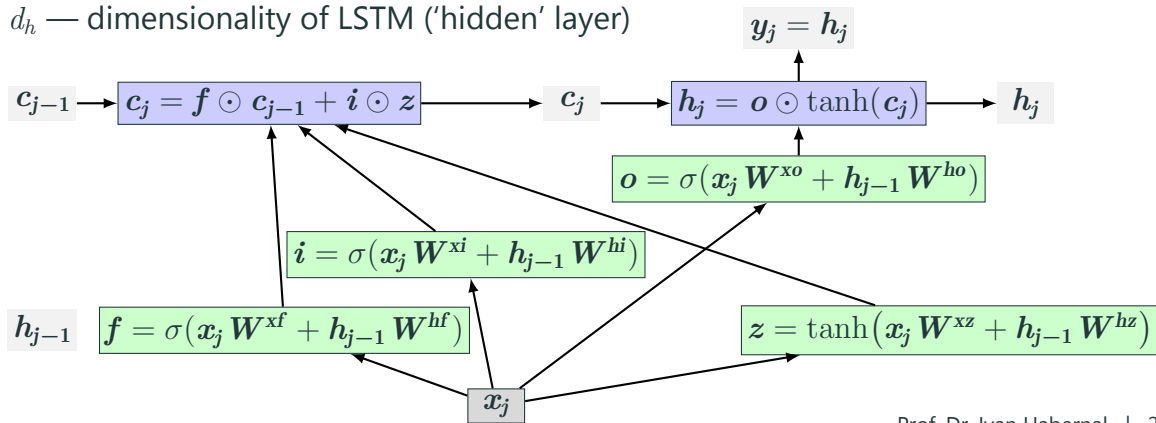 d_h — dimensionality of LSTM (‘hidden’ layer)
y_j = h_j
c_{j−1}
c_j = f ⊙ c_{j−1} + i ⊙ z
c_j
h_j = o ⊙ tanh(c_j)
h_j
o = σ(x_j W^{xo} + h_{j−1} W^{ho})
i = σ(x_j W^{xi} + h_{j−1} W^{hi})
h_{j−1}
f = σ(x_j W^{xf} + h_{j−1} W^{hf})
z = tanh(x_j W^{xz} + h_{j−1} W^{hz})
x_j